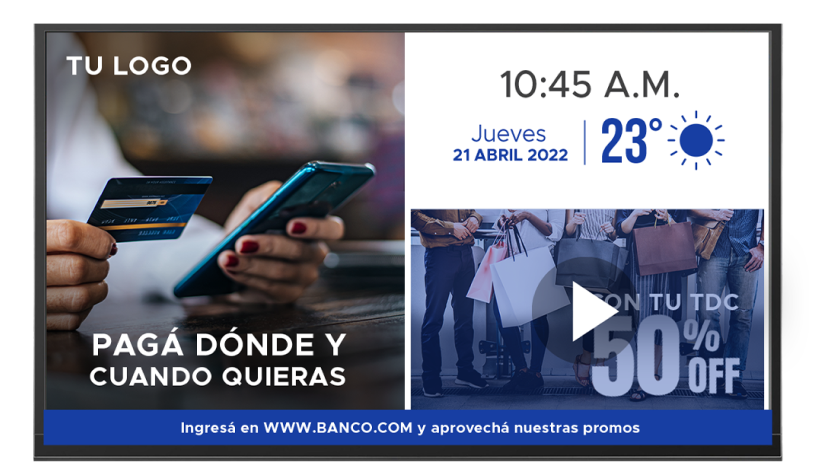 TU LOGO
PAGÁ DÓNDE Y
CUANDO QUIERAS
10:45 A.M.
Jueves
21 ABRIL 2022
23°
CON TU TDC
50%
OFF
Ingresá en WWW.BANCO.COM y aprovechá nuestras promos